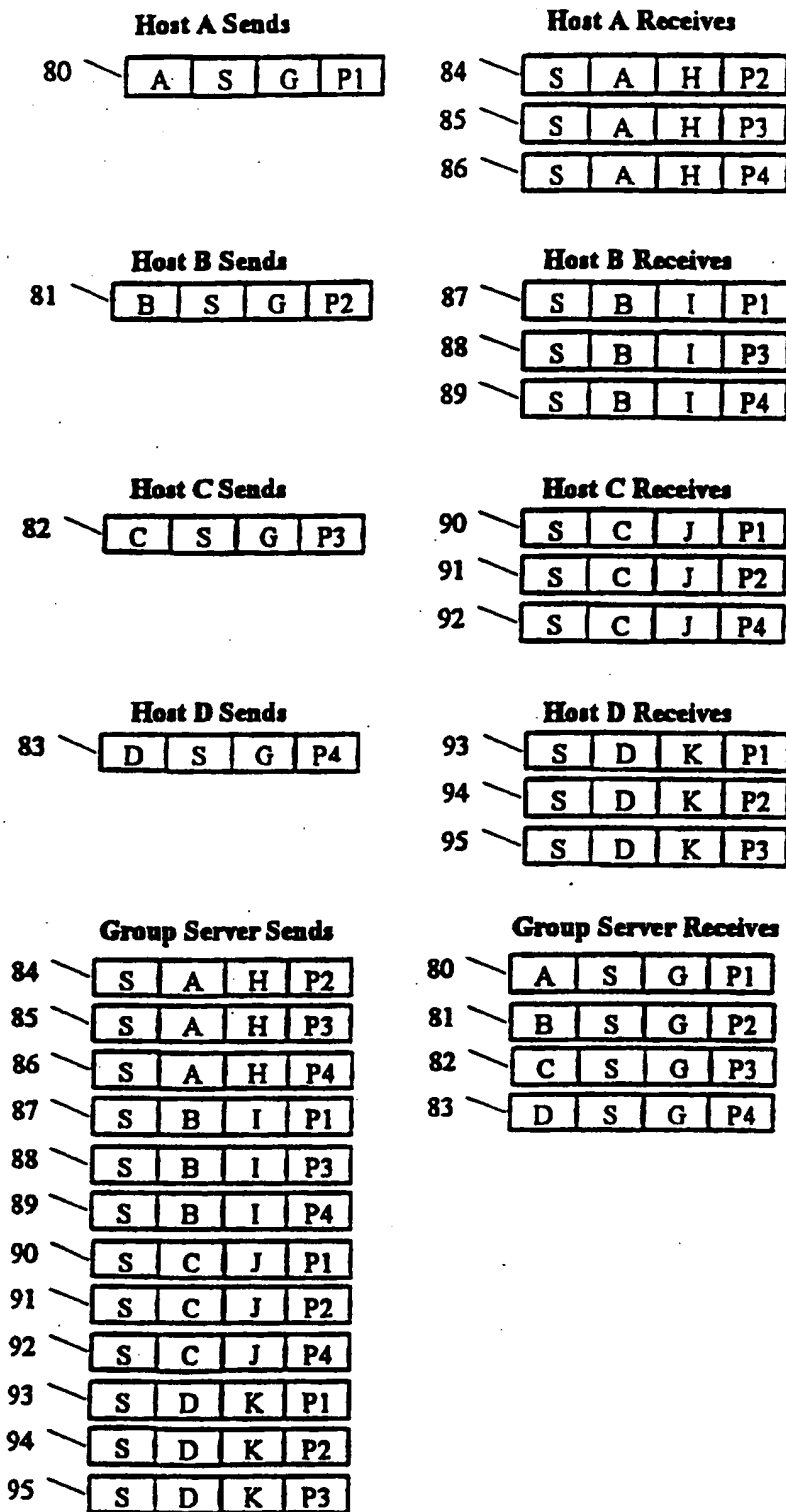 Host A Sends
80 A S G P1
Host A Receives
84 S A H P2
85 S A H P3
86 S A H P4
Host B Sends
81 B S G P2
Host B Receives
87 S B I P1
88 S B I P3
89 S B I P4
Host C Sends
82 C S G P3
Host C Receives
90 S C J P1
91 S C J P2
92 S C J P4
Host D Sends
83 D S G P4
Host D Receives
93 S D K P1
94 S D K P2
95 S D K P3
Group Server Sends
84 S A H P2
85 S A H P3
86 S A H P4
87 S B I P1
88 S B I P3
89 S B I P4
90 S C J P1
91 S C J P2
92 S C J P4
93 S D K P1
94 S D K P2
95 S D K P3
Group Server Receives
80 A S G P1
81 B S G P2
82 C S G P3
83 D S G P4